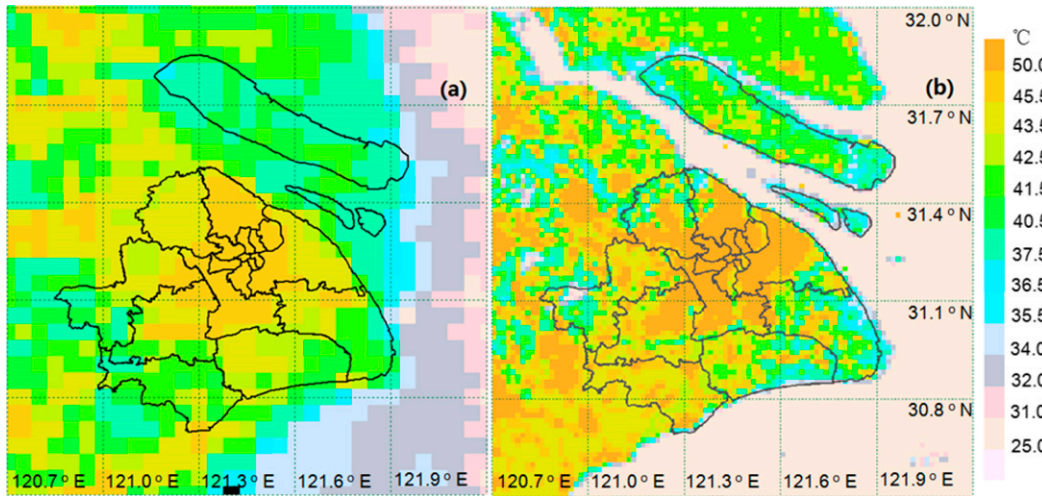 (a)
120.7 ° E 121.0 ° E 121.3 ° E 121.6 ° E 121.9 ° E
(b)
32.0 ° N
31.7 ° N
31.4 ° N
31.1 ° N
30.8 ° N
120.7 ° E 121.0 ° E 121.3 ° E 121.6 ° E 121.9 ° E
℃
50.0
45.5
43.5
42.5
41.5
40.5
37.5
36.5
35.5
34.0
32.0
31.0
25.0